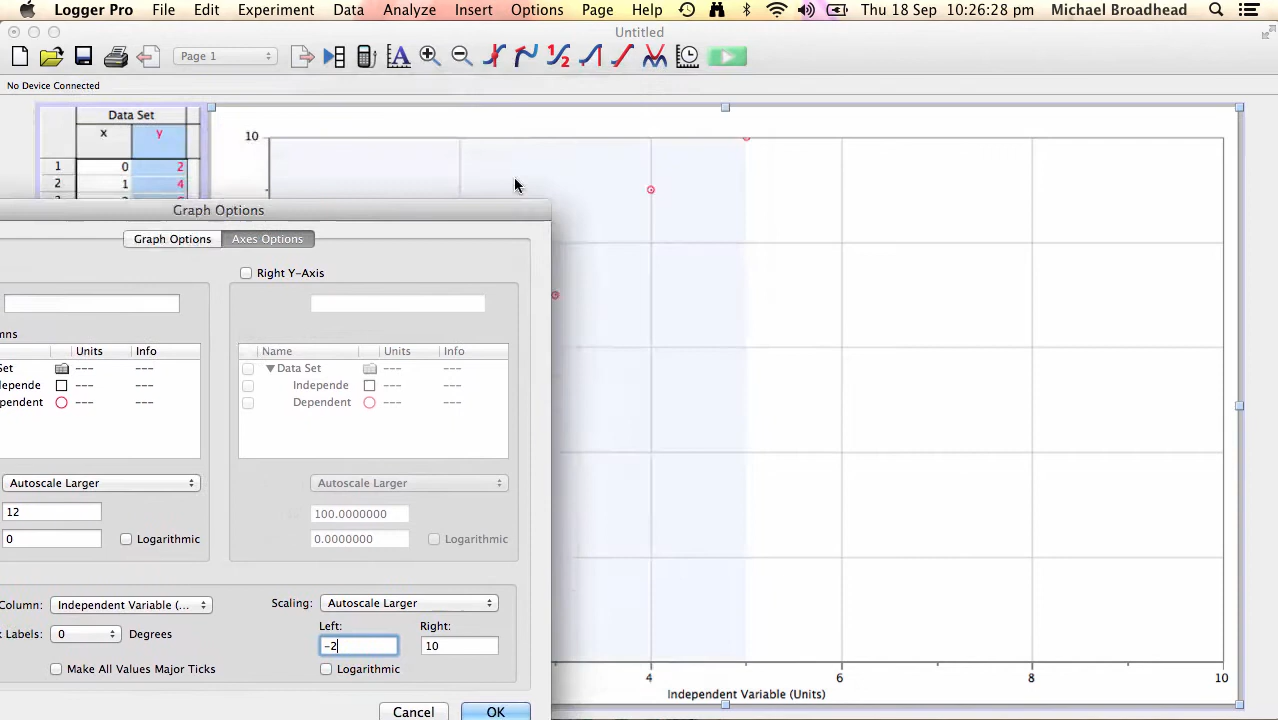 Logger Pro File Edit Experiment Data Analyze Insert Options Page Help Thu 18 Sep 10:26:28 pm Michael Broadhead
Untitled
Page 1
No Device Connected
Data Set
x y
1 0 2
2 1 4
10
Graph Options
Graph Options Axes Options
Right Y-Axis
mns
Units Info
Set --- ---
depende --- ---
ependent --- ---
Name Units Info
Data Set --- ---
Independe --- ---
Dependent --- ---
Autoscale Larger
12
0 Logarithmic
Autoscale Larger
100.0000000
0.0000000 Logarithmic
Column: Independent Variable (...
Scaling: Autoscale Larger
Left: Right:
k Labels: 0 Degrees
-2 10
Make All Values Major Ticks Logarithmic
Cancel OK
4 6 8 10
Independent Variable (Units)